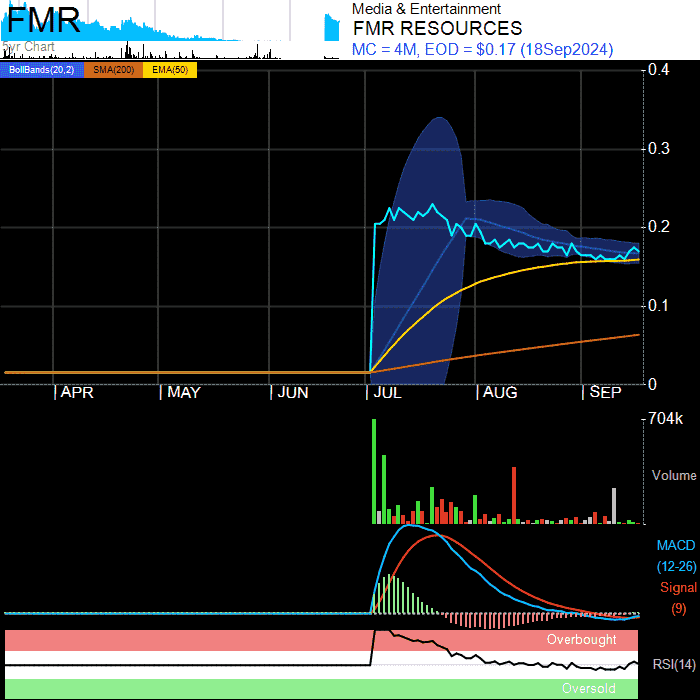 FMR
5yr Chart
Media & Entertainment
FMR RESOURCES
MC = 4M, EOD = $0.17 (18Sep2024)
BollBands(20,2) SMA(200) EMA(50)
0.4
0.3
0.2
0.1
0
APR MAY JUN JUL AUG SEP
704k
Volume
MACD
(12-26)
Signal
(9)
Overbought
RSI(14)
Oversold